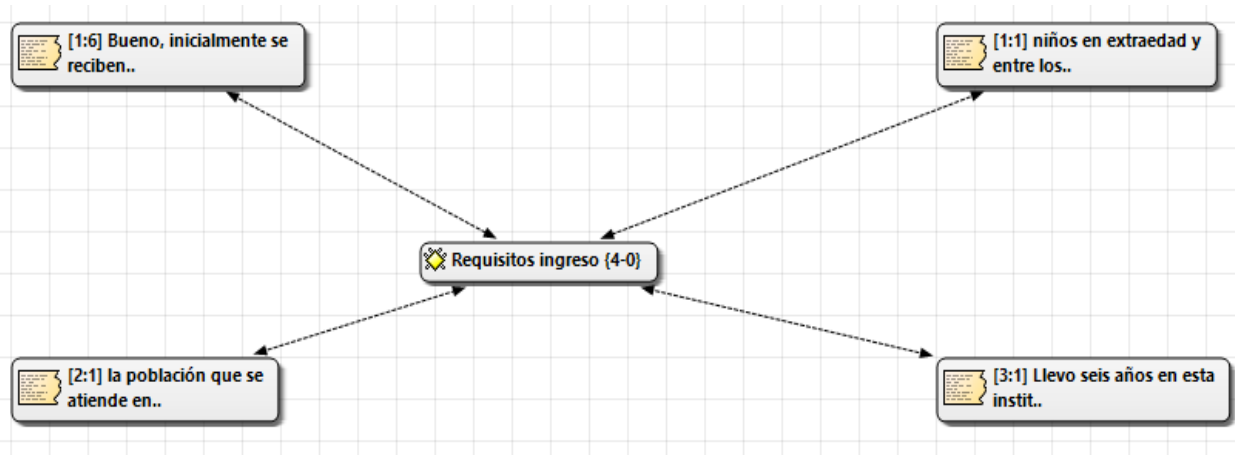 [1:6] Bueno, inicialmente se
reciben..
[1:1] niños en extraedad y
entre los..
Requisitos ingreso {4-0}
[2:1] la población que se
atiende en..
[3:1] Llevo seis años en esta
instit..